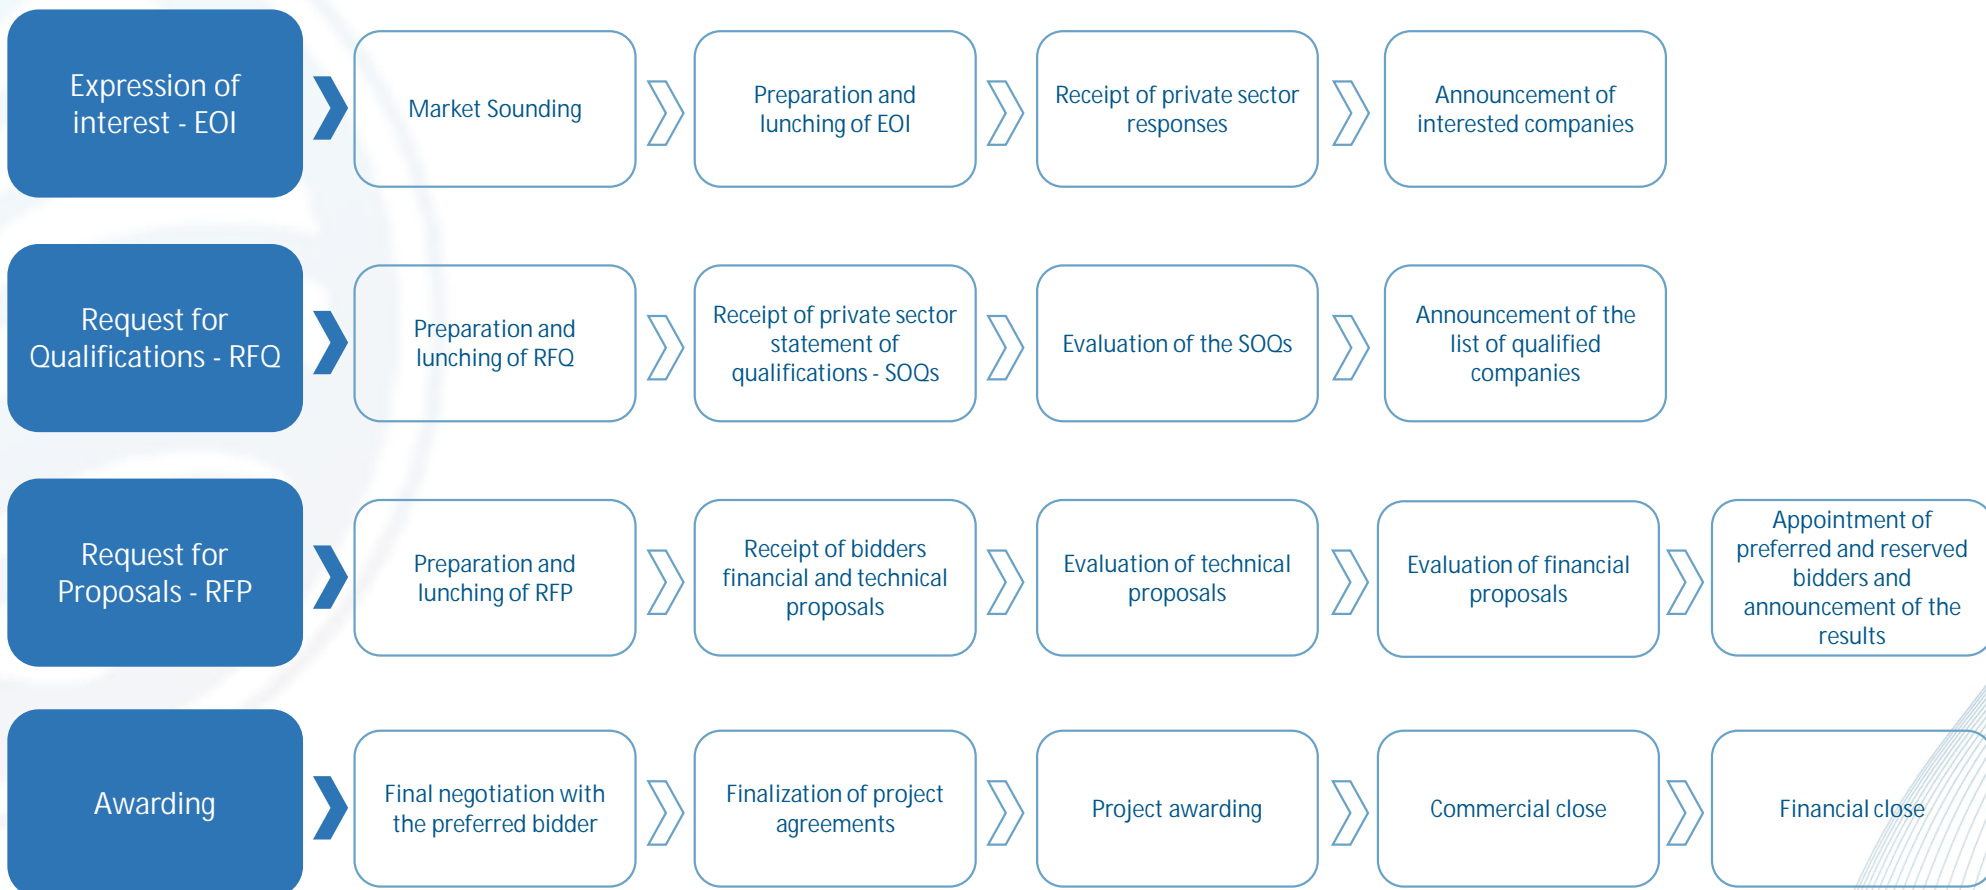 Expression of
interest - EOI
Market Sounding
Preparation and
lunching of EOI
Receipt of private sector
responses
Announcement of
interested companies
Request for
Qualifications - RFQ
Preparation and
lunching of RFQ
Receipt of private sector
statement of
qualifications - SOQs
Evaluation of the SOQs
Announcement of the
list of qualified
companies
Request for
Proposals - RFP
Preparation and
lunching of RFP
Receipt of bidders
financial and technical
proposals
Evaluation of technical
proposals
Evaluation of financial
proposals
Appointment of
preferred and reserved
bidders and
announcement of the
results
Awarding
Final negotiation with
the preferred bidder
Finalization of project
agreements
Project awarding
Commercial close
Financial close